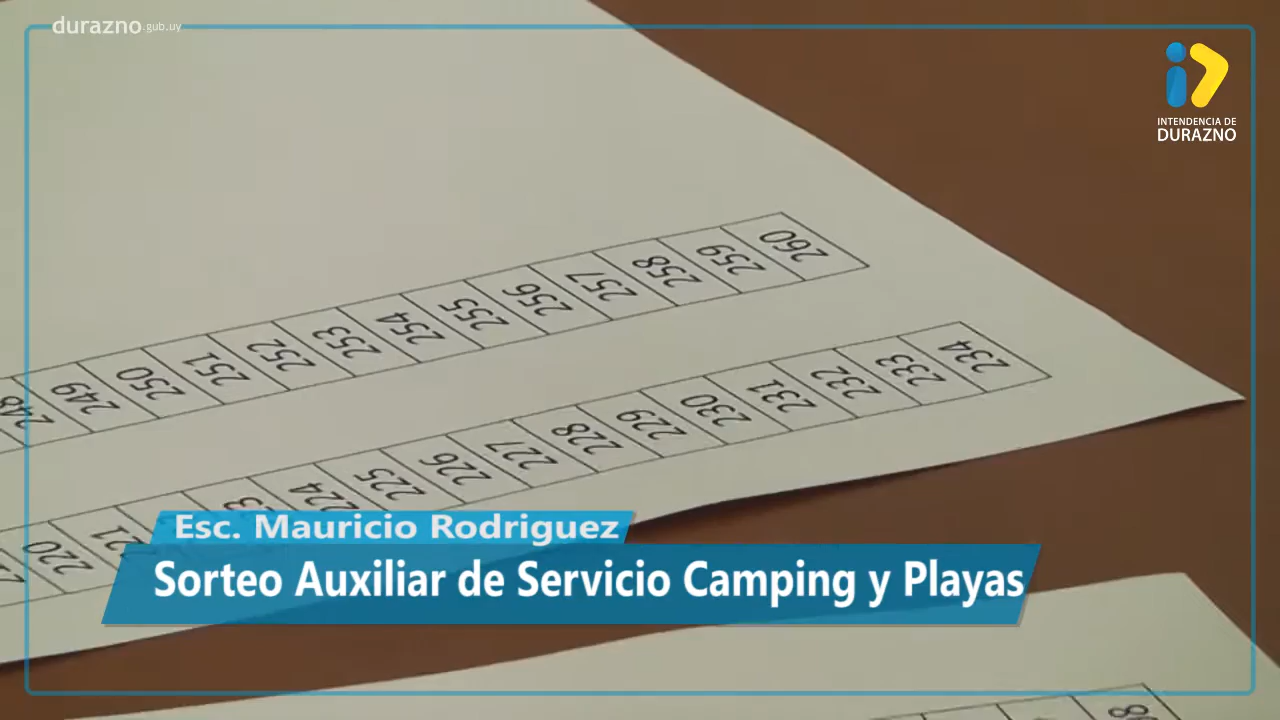 durazno.gub.uy
INTENDENCIA DE
DURAZNO
248 249 250 251 252 253 254 255 256 257 258 259 260
220 221 224 225 226 227 228 229 230 231 232 233 234
Esc. Mauricio Rodriguez
Sorteo Auxiliar de Servicio Camping y Playas